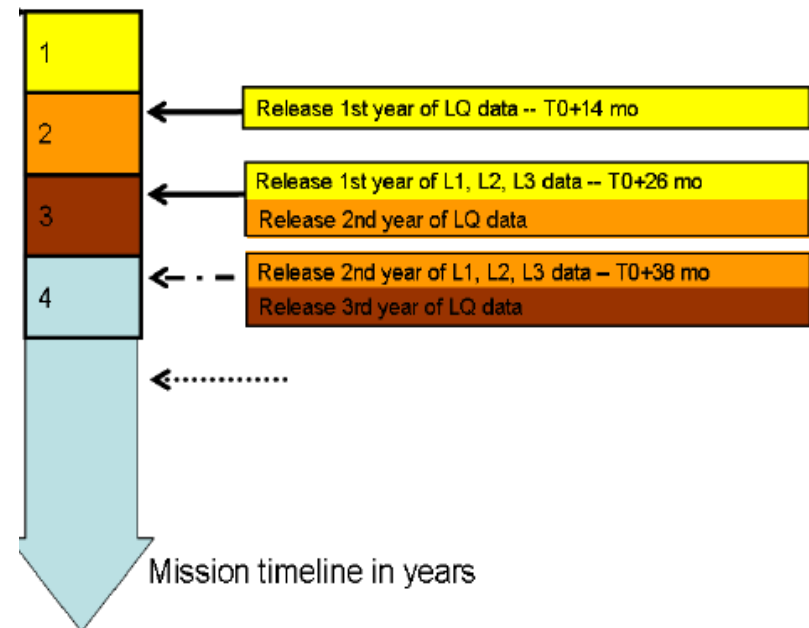 1
Release 1st year of LQ data -- T0+14 mo
2
Release 1st year of L1, L2, L3 data -- T0+26 mo
3
Release 2nd year of LQ data
Release 2nd year of L1, L2, L3 data – T0+38 mo
4
Release 3rd year of LQ data
Mission timeline in years